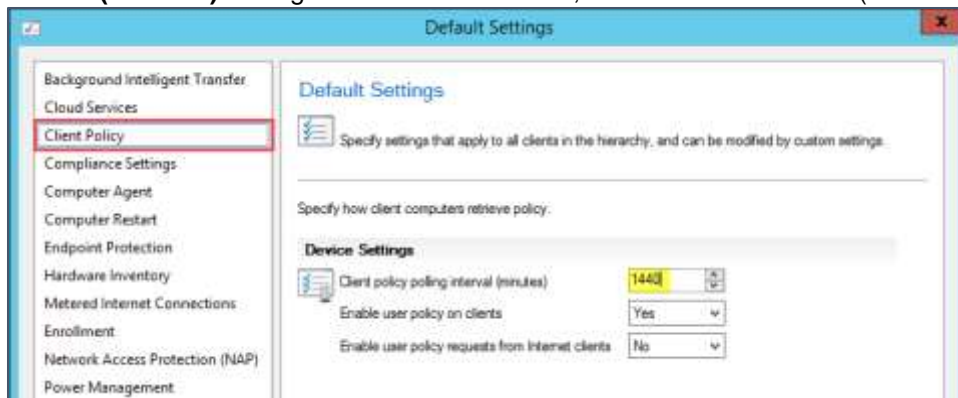 Default Settings
x
Background Intelligent Transfer
Cloud Services
Client Policy
Compliance Settings
Computer Agent
Computer Restart
Endpoint Protection
Hardware Inventory
Metered Internet Connections
Enrollment
Network Access Protection (NAP)
Power Management
Default Settings
Specify settings that apply to all clients in the hierarchy, and can be modified by custom settings.
Specify how client computers retrieve policy.
Device Settings
Client policy polling interval (minutes) 1440
Enable user policy on clients Yes
Enable user policy requests from Internet clients No